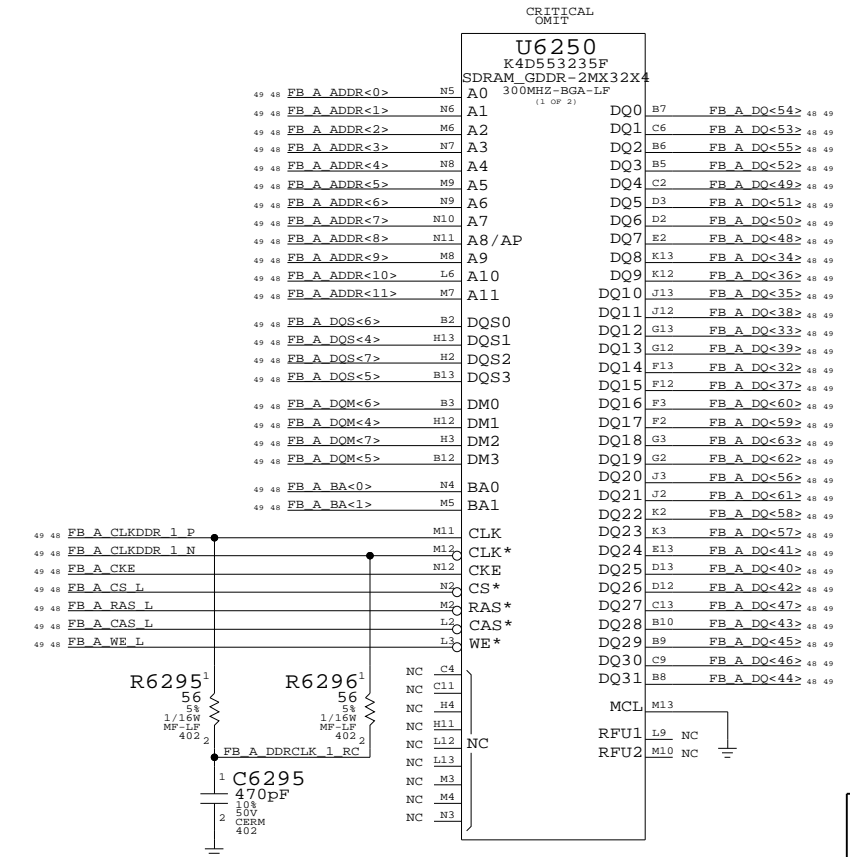 CRITICAL
OMIT
U6250
K4D553235F
SDRAM_GDDR-2MX32X4
300MHZ-BGA-LF
(1 OF 2)
49 48 FB_A_ADDR<0> N5 A0
49 48 FB_A_ADDR<1> N6 A1
49 48 FB_A_ADDR<2> M6 A2
49 48 FB_A_ADDR<3> N7 A3
49 48 FB_A_ADDR<4> N8 A4
49 48 FB_A_ADDR<5> M9 A5
49 48 FB_A_ADDR<6> N9 A6
49 48 FB_A_ADDR<7> N10 A7
49 48 FB_A_ADDR<8> N11 A8/AP
49 48 FB_A_ADDR<9> M8 A9
49 48 FB_A_ADDR<10> L6 A10
49 48 FB_A_ADDR<11> M7 A11
49 48 FB_A_DQS<6> B2 DQS0
49 48 FB_A_DQS<4> H13 DQS1
49 48 FB_A_DQS<7> H2 DQS2
49 48 FB_A_DQS<5> B13 DQS3
49 48 FB_A_DQM<6> B3 DM0
49 48 FB_A_DQM<4> H12 DM1
49 48 FB_A_DQM<7> H3 DM2
49 48 FB_A_DQM<5> B12 DM3
49 48 FB_A_BA<0> N4 BA0
49 48 FB_A_BA<1> M5 BA1
49 48 FB_A_CLKDDR_1_P M11 CLK
49 48 FB_A_CLKDDR_1_N M12 CLK*
49 48 FB_A_CKE N12 CKE
49 48 FB_A_CS_L N2 CS*
49 48 FB_A_RAS_L M2 RAS*
49 48 FB_A_CAS_L L2 CAS*
49 48 FB_A_WE_L L3 WE*
DQ0 B7 FB_A_DQ<54> 48 49
DQ1 C6 FB_A_DQ<53> 48 49
DQ2 B6 FB_A_DQ<55> 48 49
DQ3 B5 FB_A_DQ<52> 48 49
DQ4 C2 FB_A_DQ<49> 48 49
DQ5 D3 FB_A_DQ<51> 48 49
DQ6 D2 FB_A_DQ<50> 48 49
DQ7 E2 FB_A_DQ<48> 48 49
DQ8 K13 FB_A_DQ<34> 48 49
DQ9 K12 FB_A_DQ<36> 48 49
DQ10 J13 FB_A_DQ<35> 48 49
DQ11 J12 FB_A_DQ<38> 48 49
DQ12 G13 FB_A_DQ<33> 48 49
DQ13 G12 FB_A_DQ<39> 48 49
DQ14 F13 FB_A_DQ<32> 48 49
DQ15 F12 FB_A_DQ<37> 48 49
DQ16 F3 FB_A_DQ<60> 48 49
DQ17 F2 FB_A_DQ<59> 48 49
DQ18 G3 FB_A_DQ<63> 48 49
DQ19 G2 FB_A_DQ<62> 48 49
DQ20 J3 FB_A_DQ<56> 48 49
DQ21 J2 FB_A_DQ<61> 48 49
DQ22 K2 FB_A_DQ<58> 48 49
DQ23 K3 FB_A_DQ<57> 48 49
DQ24 E13 FB_A_DQ<41> 48 49
DQ25 D13 FB_A_DQ<40> 48 49
DQ26 D12 FB_A_DQ<42> 48 49
DQ27 C13 FB_A_DQ<47> 48 49
DQ28 B10 FB_A_DQ<43> 48 49
DQ29 B9 FB_A_DQ<45> 48 49
DQ30 C9 FB_A_DQ<46> 48 49
DQ31 B8 FB_A_DQ<44> 48 49
MCL M13
RFU1 L9 NC
RFU2 M10 NC
R6295 1
56
5%
1/16W
MF-LF
402 2
R6296 1
56
5%
1/16W
MF-LF
402 2
FB_A_DDRCLK_1_RC
1 C6295
470pF
10%
50V
2 CERM
402
NC C4
NC C11
NC H4
NC H11
NC L12
NC
NC L13
NC M3
NC M4
NC N3